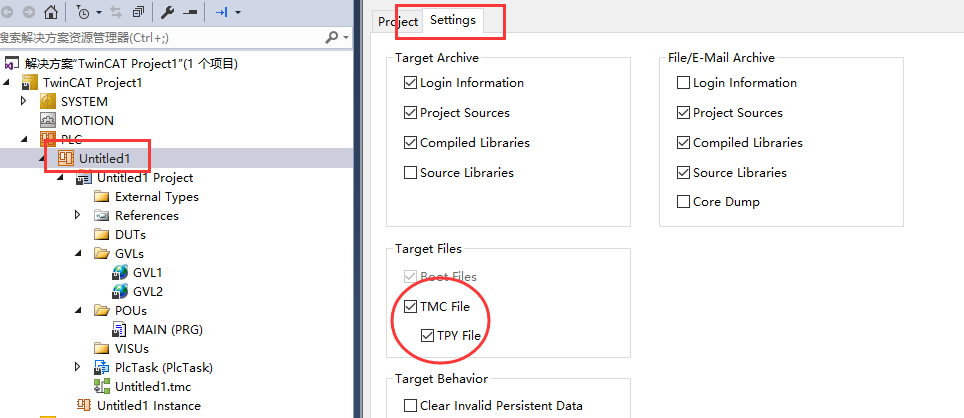 搜索解决方案资源管理器(Ctrl+;)
解决方案"TwinCAT Project1"(1 个项目)
TwinCAT Project1
SYSTEM
MOTION
PLC
Untitled1
Untitled1 Project
External Types
References
DUTs
GVLs
GVL1
GVL2
POUs
MAIN (PRG)
VISUs
PlcTask (PlcTask)
Untitled1.tmc
Untitled1 Instance
Project
Settings
Target Archive
Login Information
Project Sources
Compiled Libraries
Source Libraries
File/E-Mail Archive
Login Information
Project Sources
Compiled Libraries
Source Libraries
Core Dump
Target Files
Boot Files
TMC File
TPY File
Target Behavior
Clear Invalid Persistent Data